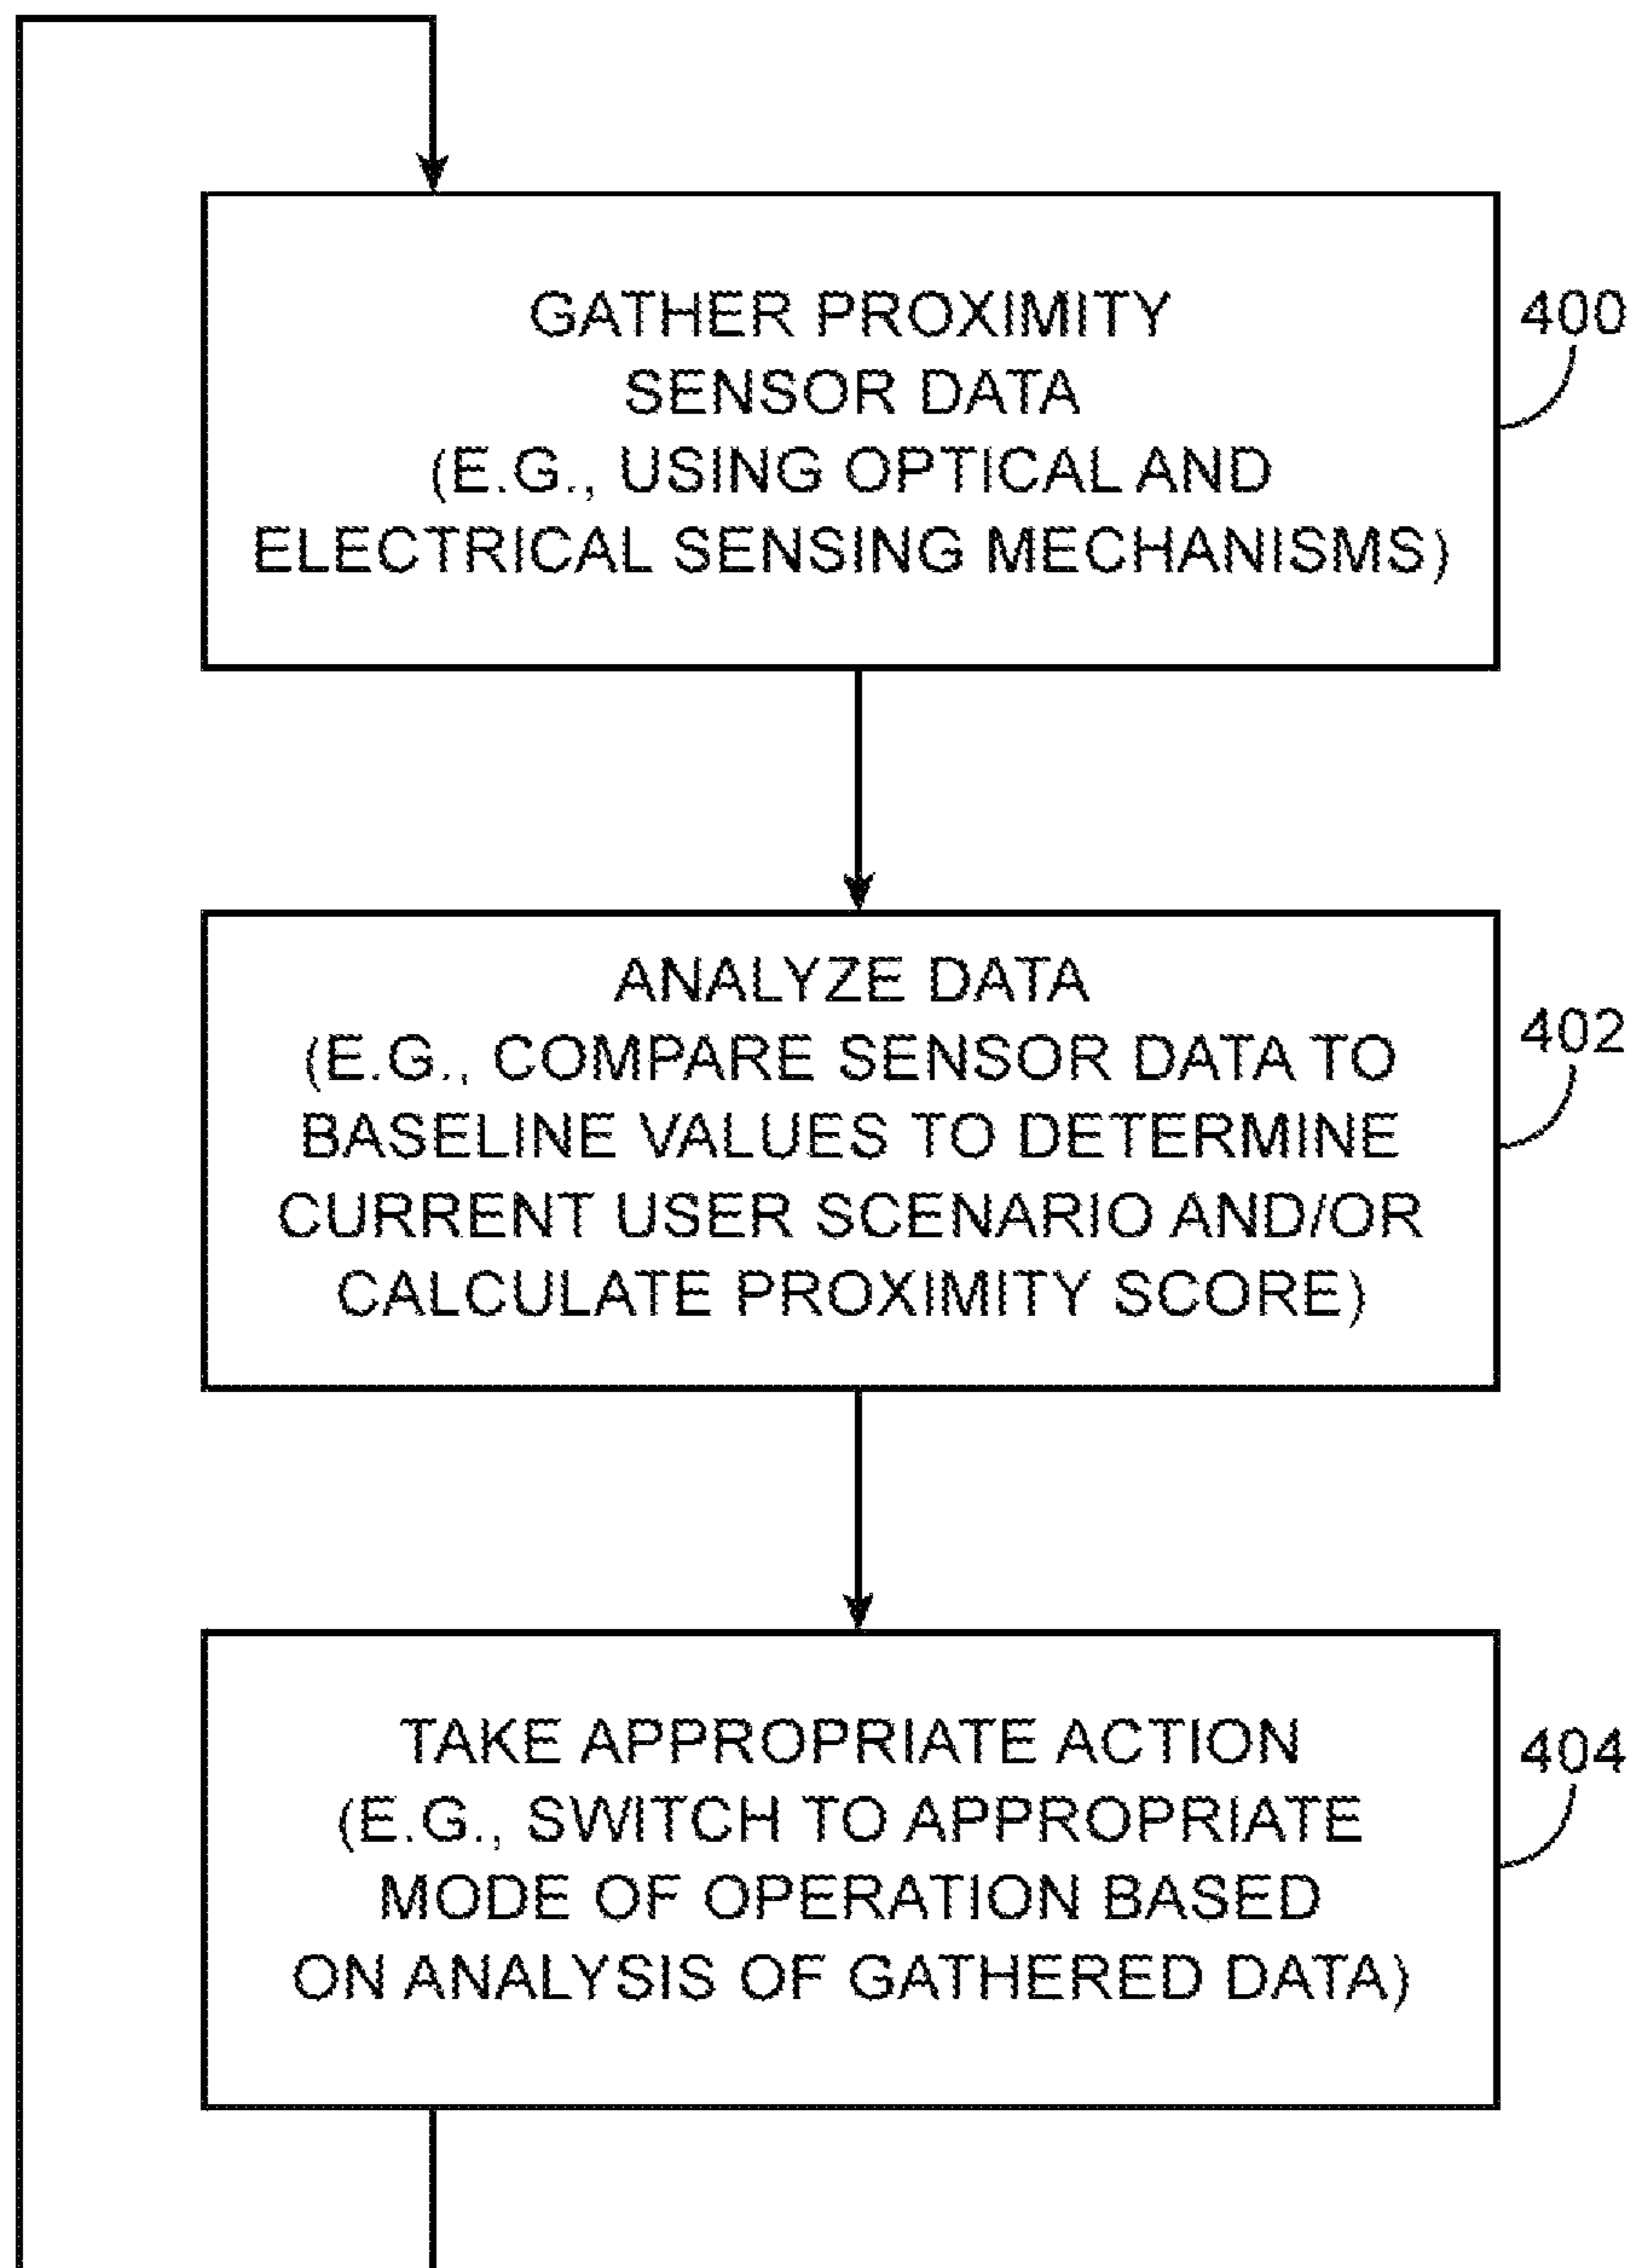 GATHER PROXIMITY
SENSOR DATA
(E.G., USING OPTICAL AND
ELECTRICAL SENSING MECHANISMS)
400
ANALYZE DATA
(E.G., COMPARE SENSOR DATA TO
BASELINE VALUES TO DETERMINE
CURRENT USER SCENARIO AND/OR
CALCULATE PROXIMITY SCORE)
402
TAKE APPROPRIATE ACTION
(E.G., SWITCH TO APPROPRIATE
MODE OF OPERATION BASED
ON ANALYSIS OF GATHERED DATA)
404